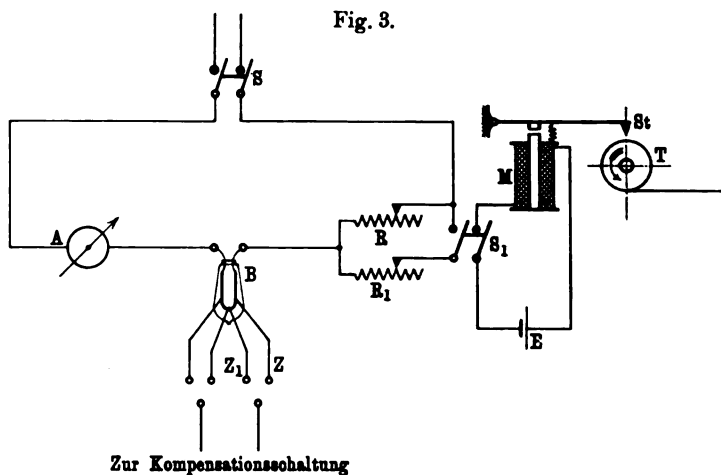 Fig. 3.
S
St
T
M
A
R
S1
B
R1
E
Z1 Z
Zur Kompensationsschaltung